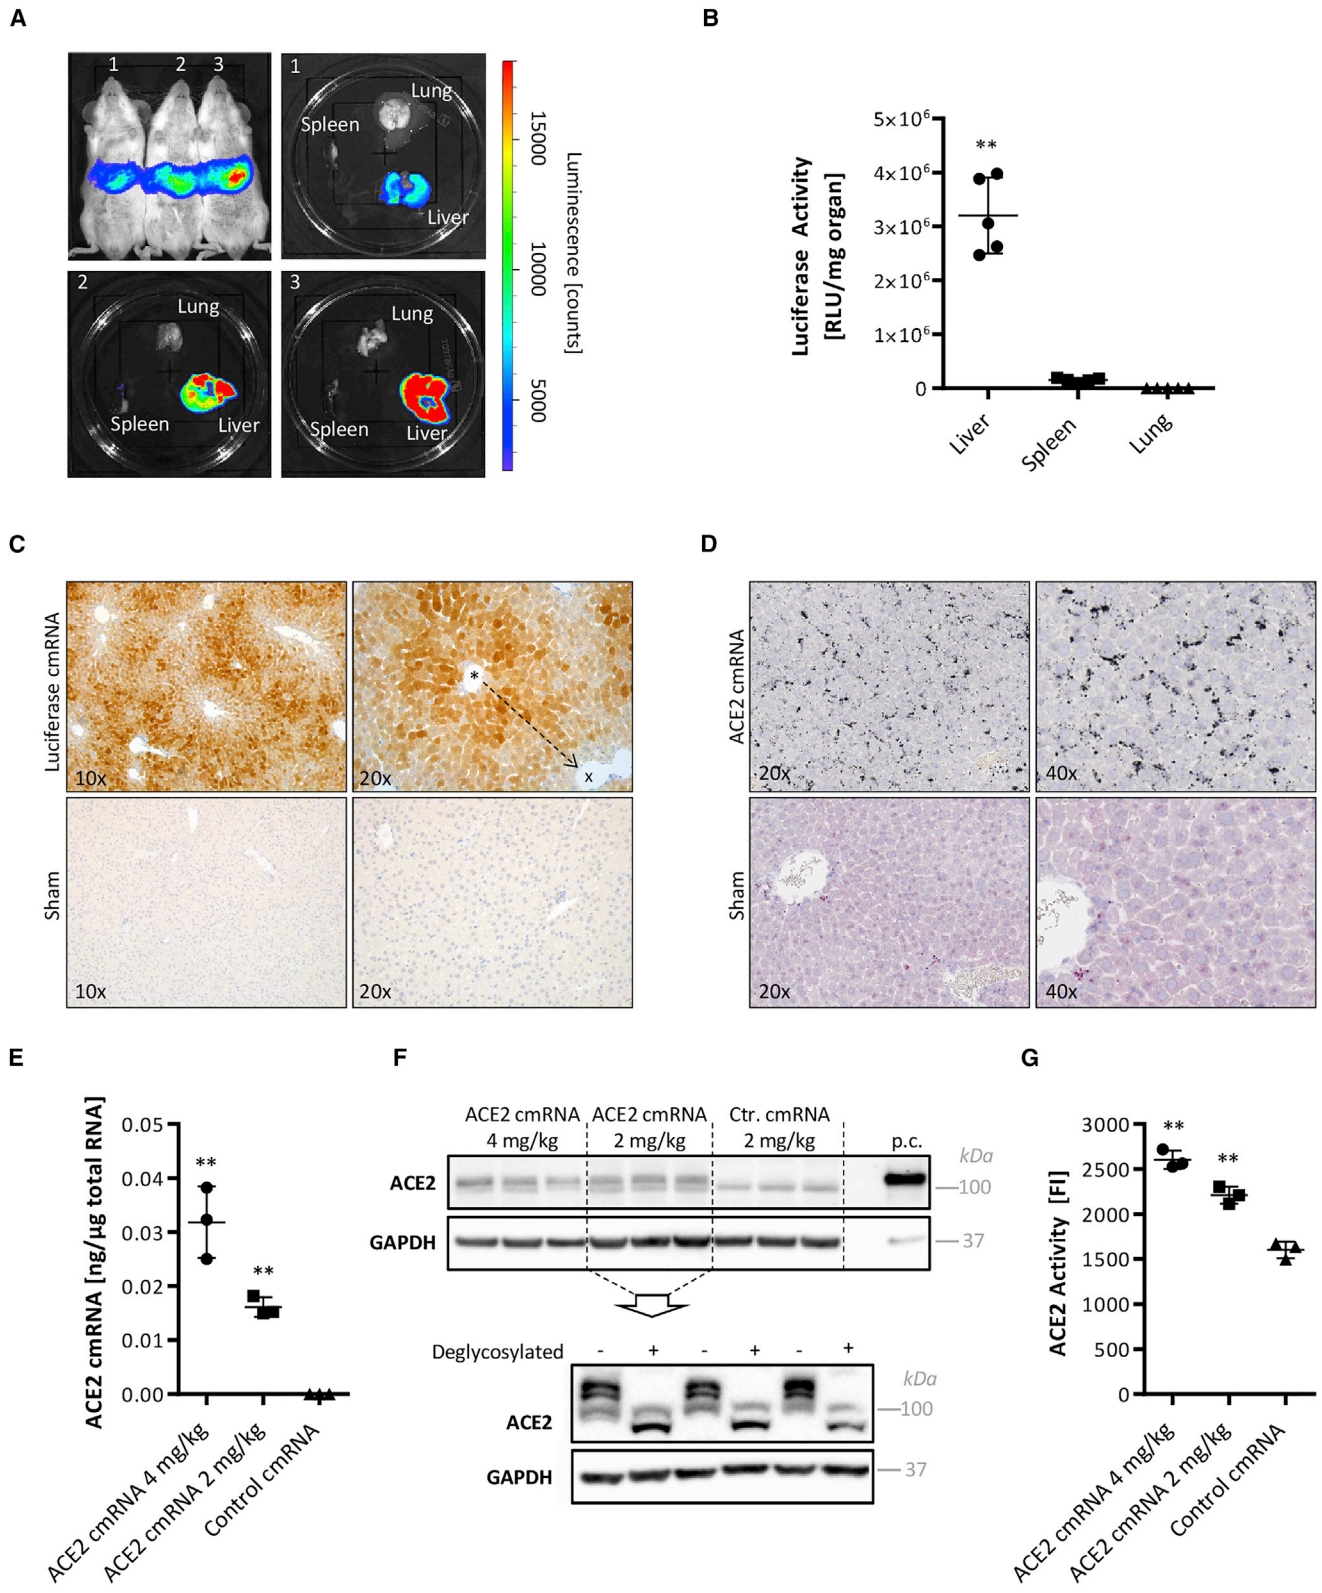 A
1 2 3
1
Lung
Spleen
Liver
2
Lung
Spleen
Liver
3
Lung
Spleen
Liver
15000
10000
5000
Luminescence [counts]
B
Luciferase Activity
[RLU/mg organ]
5×10⁶
4×10⁶
3×10⁶
2×10⁶
1×10⁶
0
**
Liver
Spleen
Lung
C
Luciferase cmRNA
10x
*
x
20x
Sham
10x
20x
D
ACE2 cmRNA
20x
40x
Sham
20x
40x
E
ACE2 cmRNA [ng/µg total RNA]
0.05
0.04
0.03
0.02
0.01
0.00
**
**
ACE2 cmRNA 4 mg/kg
ACE2 cmRNA 2 mg/kg
Control cmRNA
F
ACE2 cmRNA ACE2 cmRNA Ctr. cmRNA
4 mg/kg 2 mg/kg 2 mg/kg p.c.
kDa
ACE2
100
GAPDH
37
Deglycosylated - + - + - +
kDa
100
ACE2
GAPDH
37
G
ACE2 Activity [FI]
3000
2500
2000
1500
1000
500
0
**
**
ACE2 cmRNA 4 mg/kg
ACE2 cmRNA 2 mg/kg
Control cmRNA